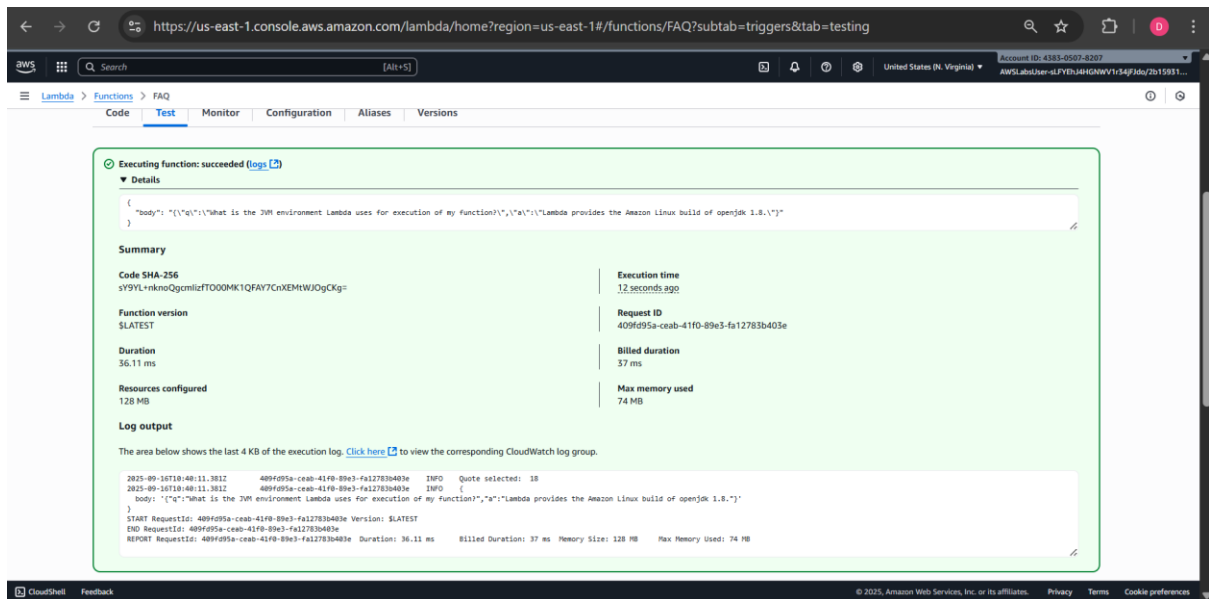 https://us-east-1.console.aws.amazon.com/lambda/home?region=us-east-1#/functions/FAQ?subtab=triggers&tab=testing
D
aws
Search [Alt+S]
United States (N. Virginia)
Account ID: 4383-0507-8207
Lambda > Functions > FAQ
Code Test Monitor Configuration Aliases Versions
Executing function: succeeded (logs)
Details
{
"body": "{\"q\":\"What is the JVM environment Lambda uses for execution of my function?\",\"a\":\"Lambda provides the Amazon Linux build of openjdk 1.8.\"}"
}
Summary
Code SHA-256
Execution time
12 seconds ago
Function version
$LATEST
Request ID
409fd95a-ceab-41f0-89e3-fa12783b403e
Duration
36.11 ms
Billed duration
37 ms
Resources configured
128 MB
Max memory used
74 MB
Log output
The area below shows the last 4 KB of the execution log. Click here to view the corresponding CloudWatch log group.
2025-09-16T10:40:11.381Z 409fd95a-ceab-41f0-89e3-fa12783b403e INFO Quote selected: 18
2025-09-16T10:40:11.381Z 409fd95a-ceab-41f0-89e3-fa12783b403e INFO {
body: '{"q":"What is the JVM environment Lambda uses for execution of my function?","a":"Lambda provides the Amazon Linux build of openjdk 1.8."}'
}
START RequestId: 409fd95a-ceab-41f0-89e3-fa12783b403e Version: $LATEST
END RequestId: 409fd95a-ceab-41f0-89e3-fa12783b403e
REPORT RequestId: 409fd95a-ceab-41f0-89e3-fa12783b403e Duration: 36.11 ms Billed Duration: 37 ms Memory Size: 128 MB Max Memory Used: 74 MB
CloudShell Feedback
© 2025, Amazon Web Services, Inc. or its affiliates. Privacy Terms Cookie preferences